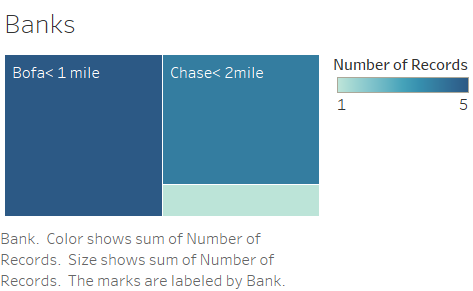 Banks
Bofa< 1 mile
Chase< 2mile
Number of Records
1 5
Bank. Color shows sum of Number of
Records. Size shows sum of Number of
Records. The marks are labeled by Bank.